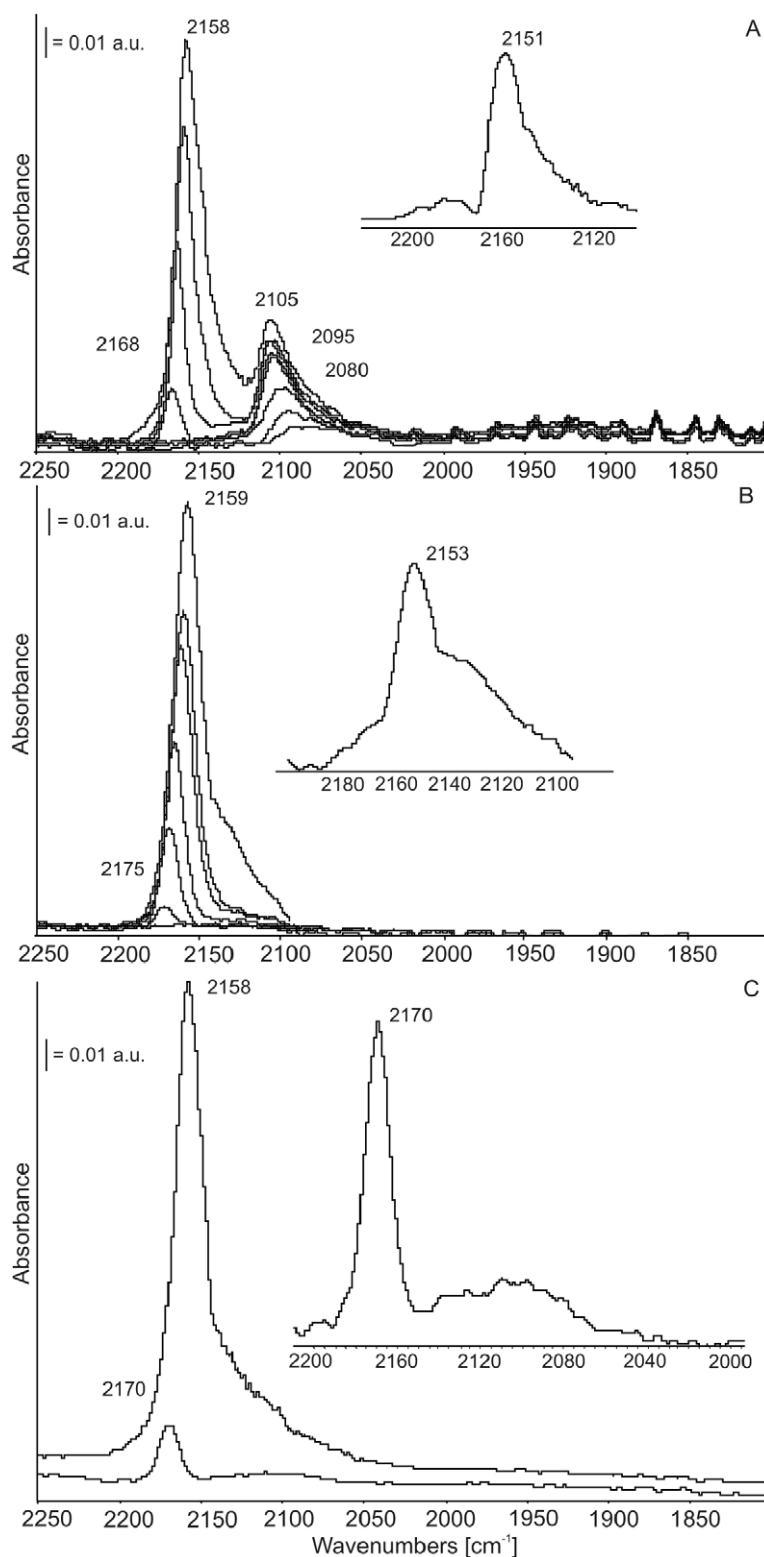 A
= 0.01 a.u.
2158
2151
2168
2105
2095
2080
2200 2160 2120
Absorbance
2250 2200 2150 2100 2050 2000 1950 1900 1850
B
= 0.01 a.u.
2159
2153
2175
2180 2160 2140 2120 2100
Absorbance
2250 2200 2150 2100 2050 2000 1950 1900 1850
C
= 0.01 a.u.
2158
2170
2170
2200 2160 2120 2080 2040 2000
Absorbance
2250 2200 2150 2100 2050 2000 1950 1900 1850
Wavenumbers [cm⁻¹]